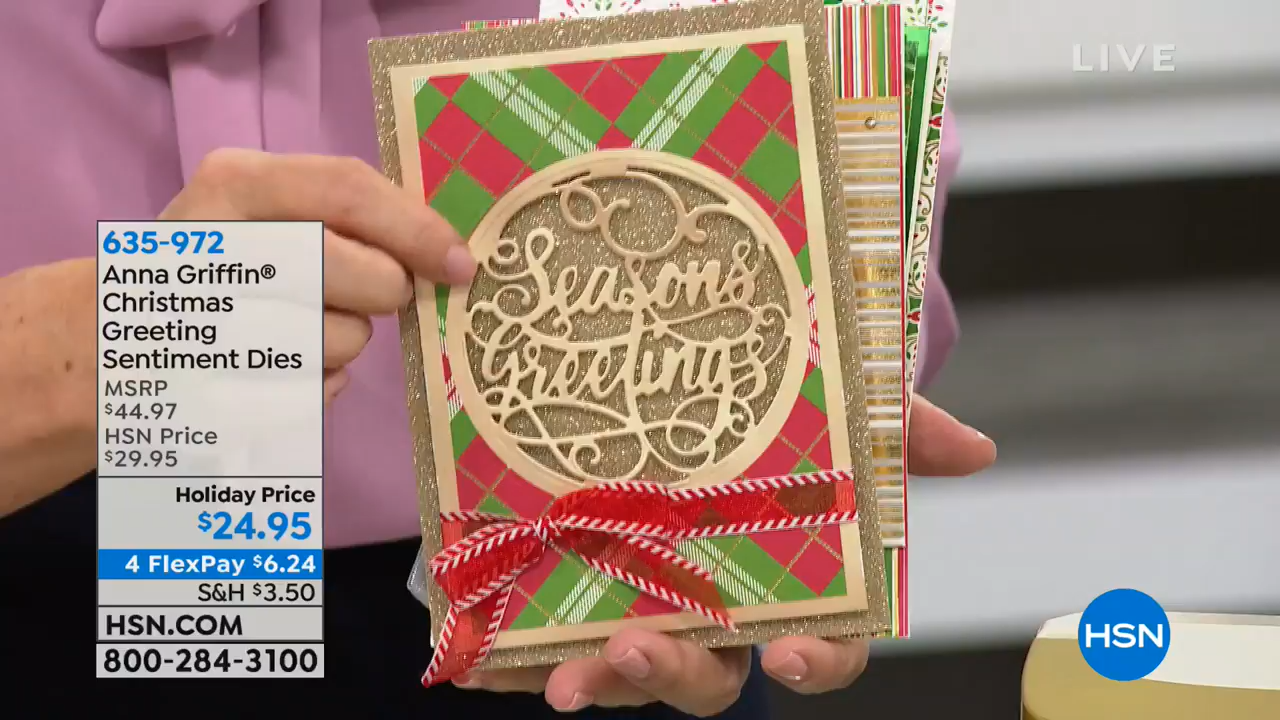 LIVE
635-972
Anna Griffin®
Christmas
Greeting
Sentiment Dies
MSRP
$44.97
HSN Price
$29.95
Holiday Price
$24.95
4 FlexPay $6.24
S&H $3.50
HSN.COM
800-284-3100
Seasons
Greetings
HSN